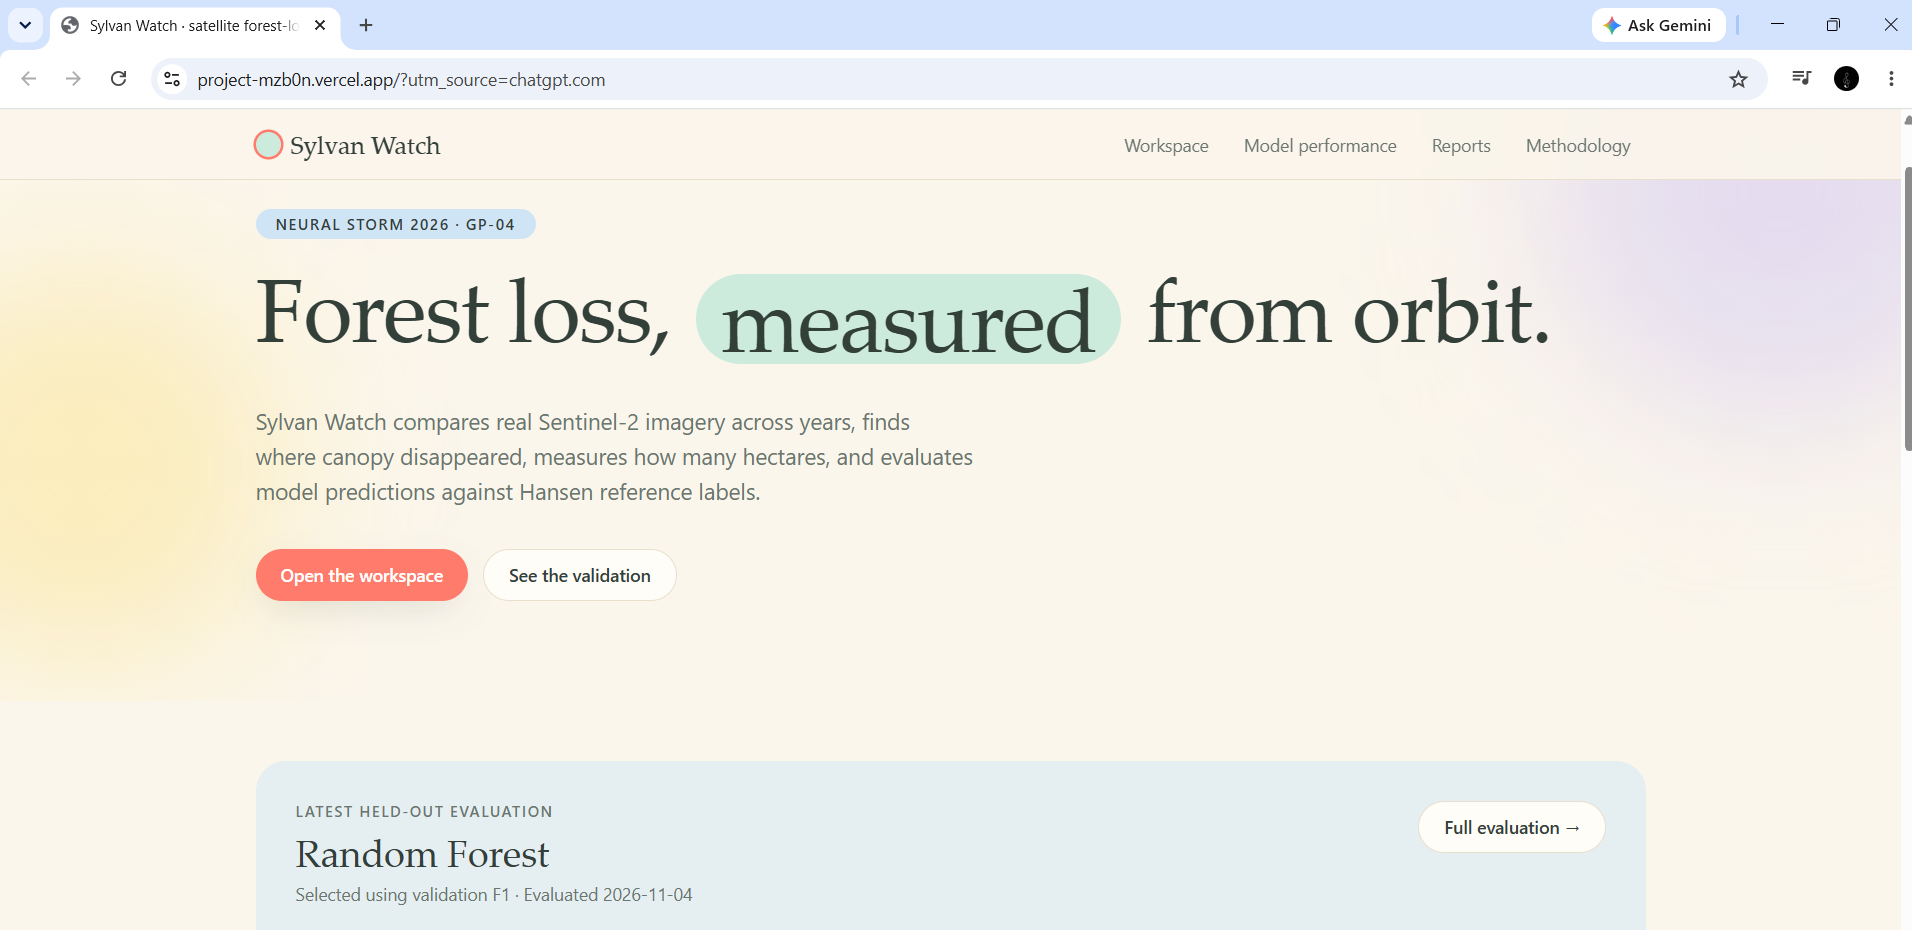 Sylvan Watch · satellite forest-lo
Ask Gemini
project-mzb0n.vercel.app/?utm_source=chatgpt.com
Sylvan Watch
Workspace
Model performance
Reports
Methodology
NEURAL STORM 2026 · GP-04
Forest loss, measured from orbit.
Sylvan Watch compares real Sentinel-2 imagery across years, finds
where canopy disappeared, measures how many hectares, and evaluates
model predictions against Hansen reference labels.
Open the workspace
See the validation
LATEST HELD-OUT EVALUATION
Random Forest
Selected using validation F1 · Evaluated 2026-11-04
Full evaluation →